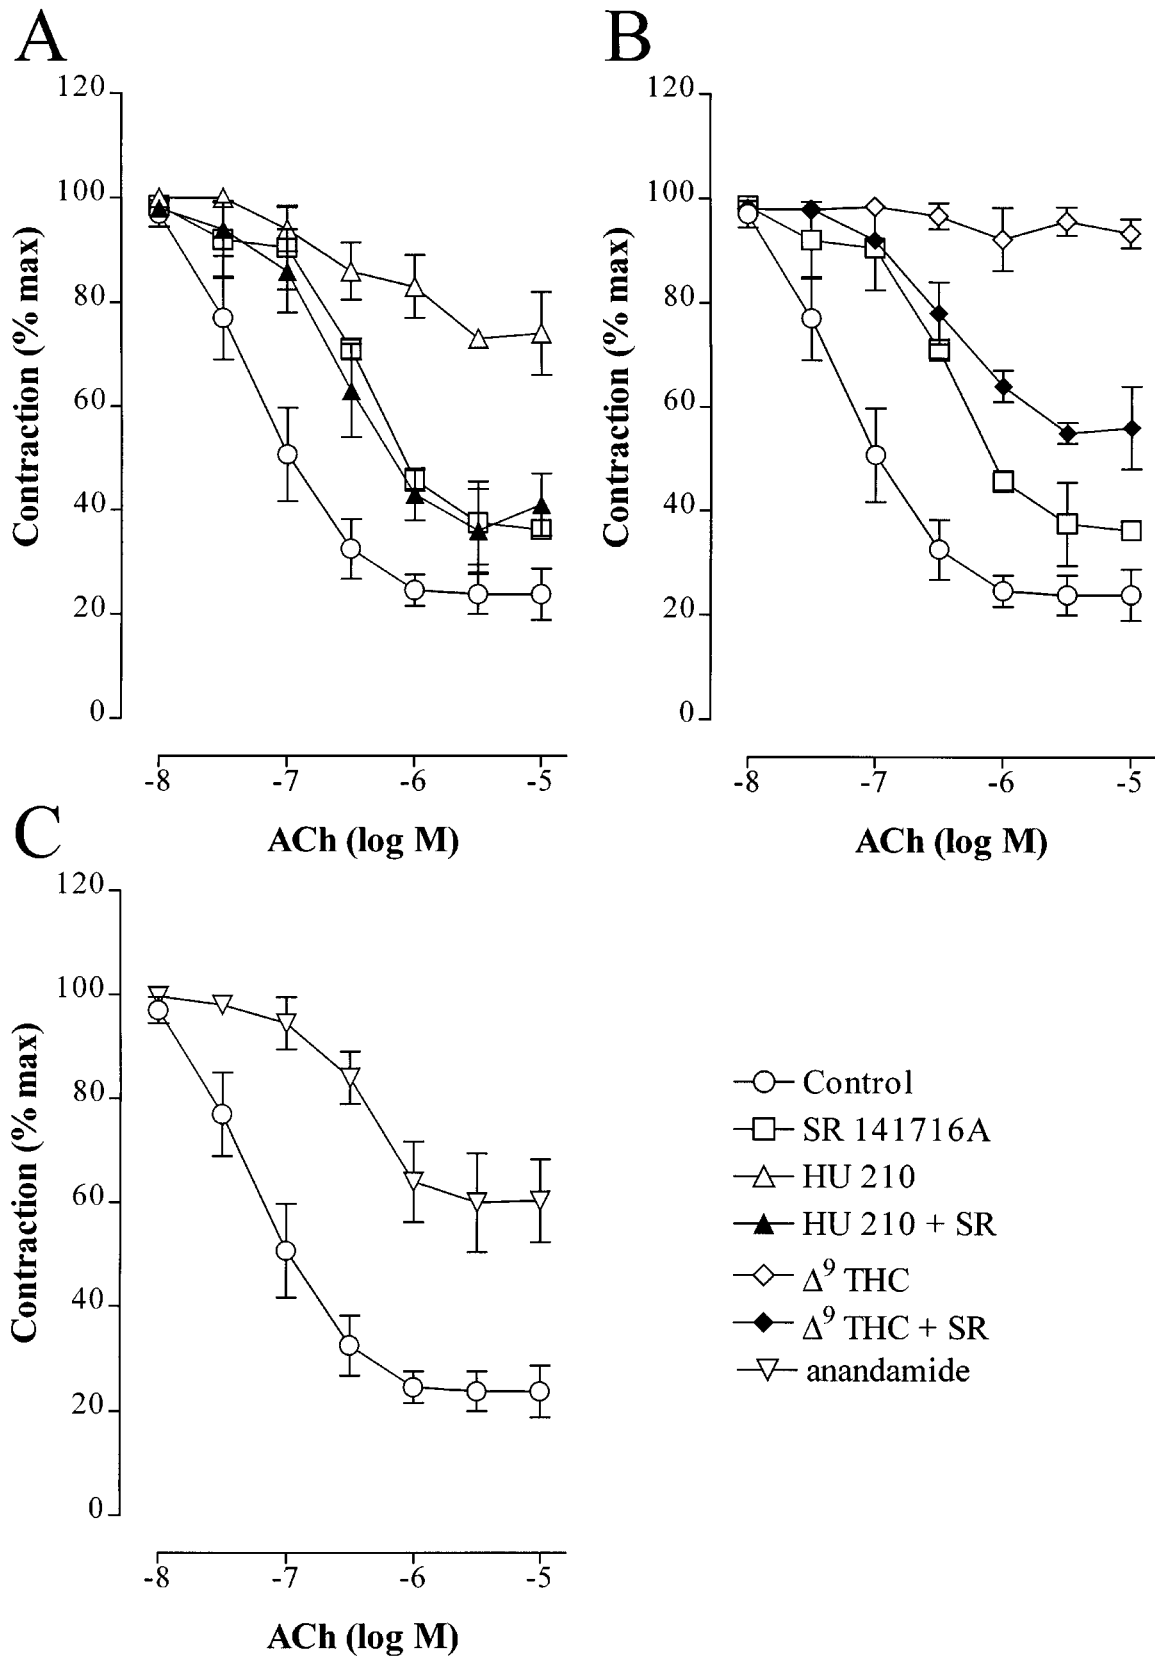 A
B
120
100
80
60
40
20
0
Contraction (% max)
-8
-7
-6
-5
ACh (log M)
120
100
80
60
40
20
0
Contraction (% max)
-8
-7
-6
-5
ACh (log M)
C
120
100
80
60
40
20
0
Contraction (% max)
-8
-7
-6
-5
ACh (log M)
Control
SR 141716A
HU 210
HU 210 + SR
Δ⁹ THC
Δ⁹ THC + SR
anandamide